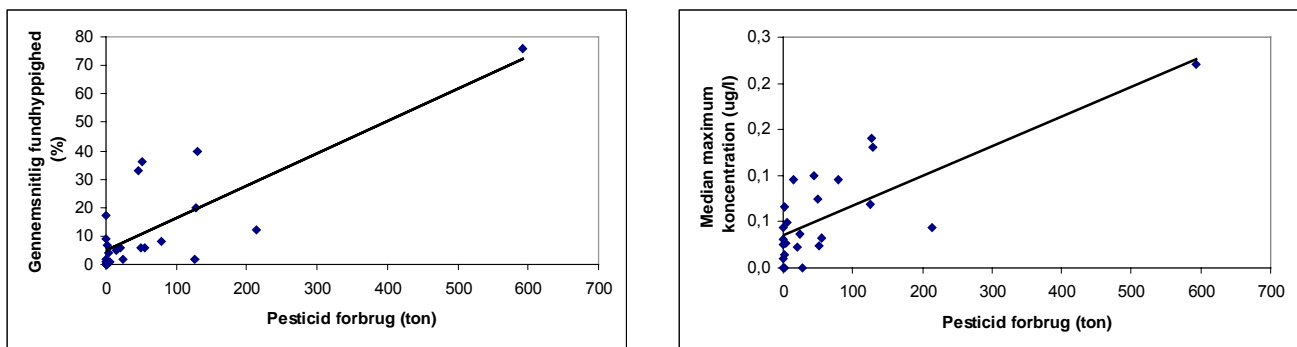 Gennemsnitlig fundhyppighed
(%)
80
70
60
50
40
30
20
10
0
0 100 200 300 400 500 600 700
Pesticid forbrug (ton)
Median maximum
koncentration (ug/l)
0,3
0,2
0,2
0,1
0,1
0,0
0 100 200 300 400 500 600 700
Pesticid forbrug (ton)